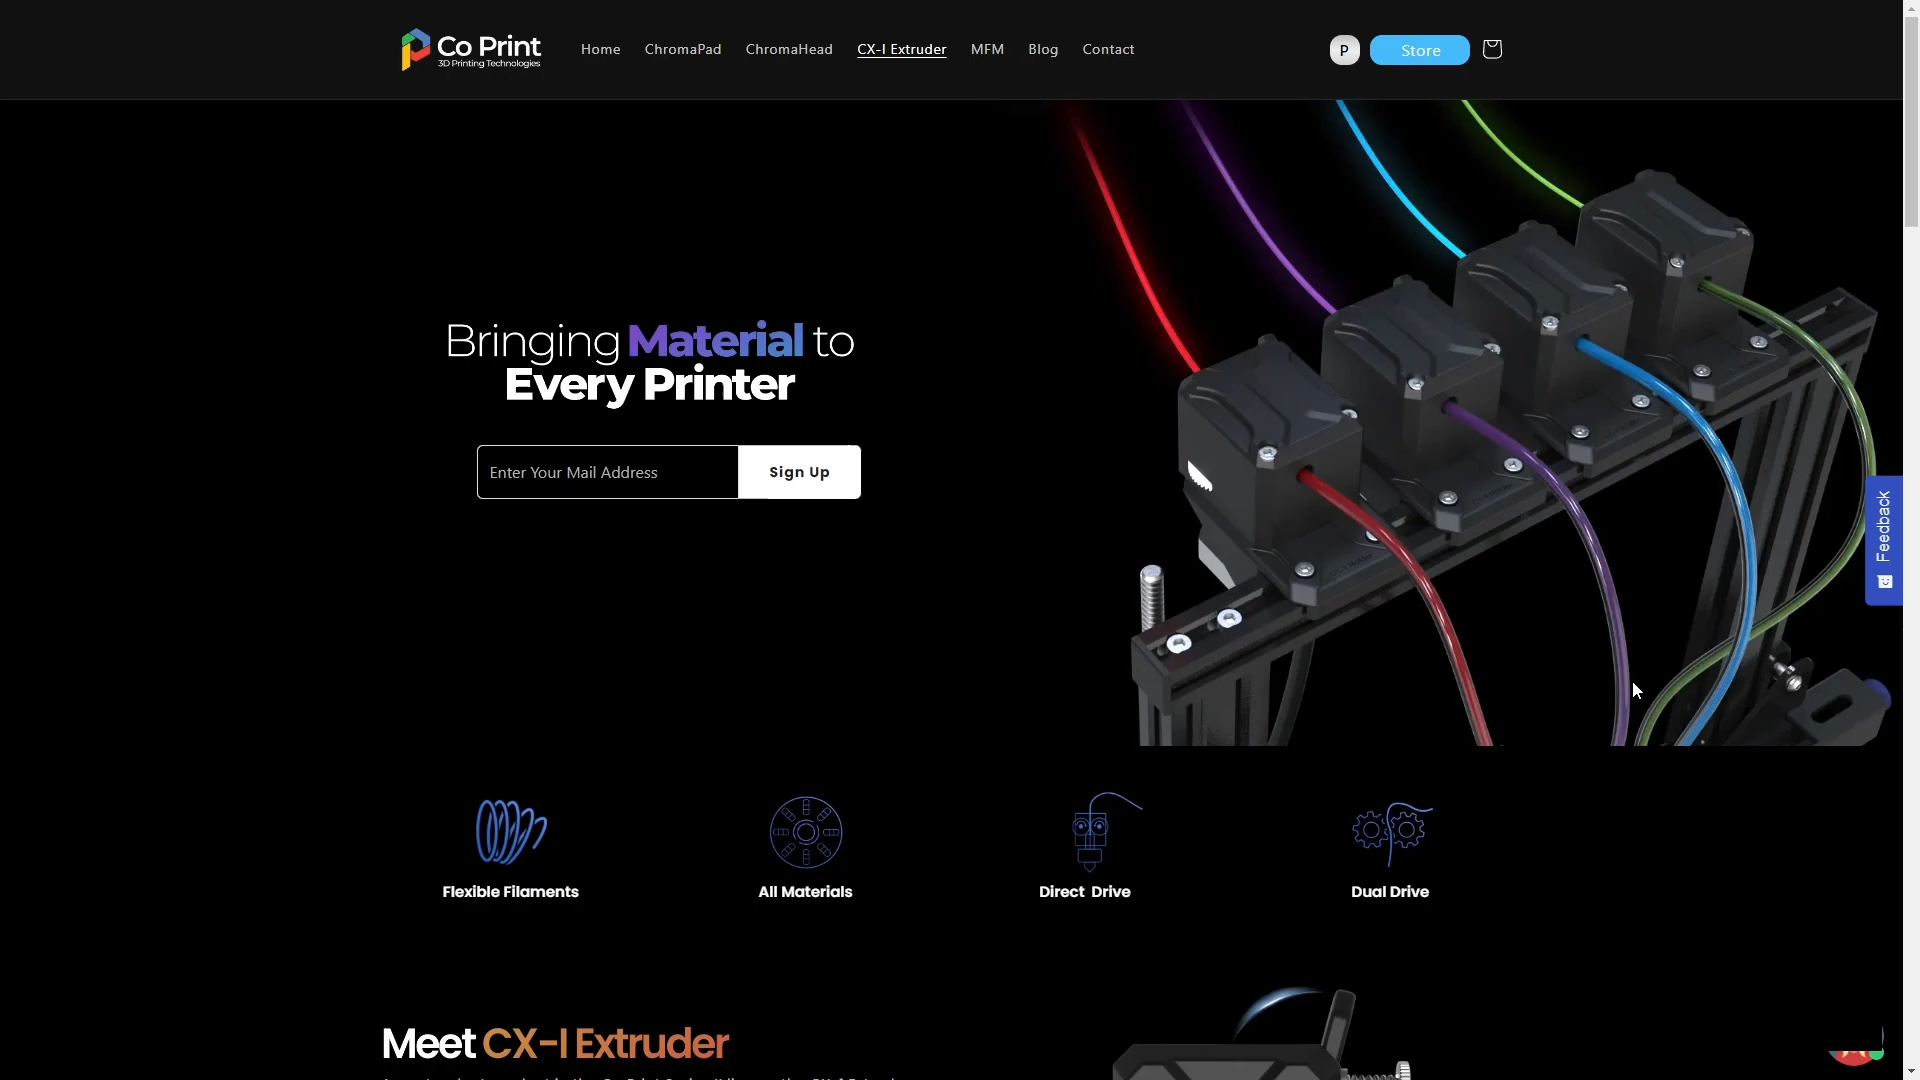 Co Print
3D Printing Technologies
Home
ChromaPad
ChromaHead
CX-I Extruder
MFM
Blog
Contact
P
Store
Bringing Material to
Every Printer
Enter Your Mail Address
Sign Up
Feedback
Flexible Filaments
All Materials
Direct Drive
Dual Drive
Meet CX-I Extruder